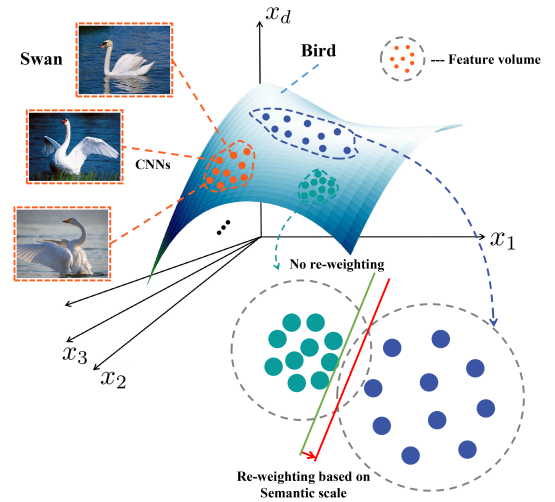 x_d
Swan
Bird
--- Feature volume
CNNs
x_1
No re-weighting
x_3
x_2
Re-weighting based on
Semantic scale